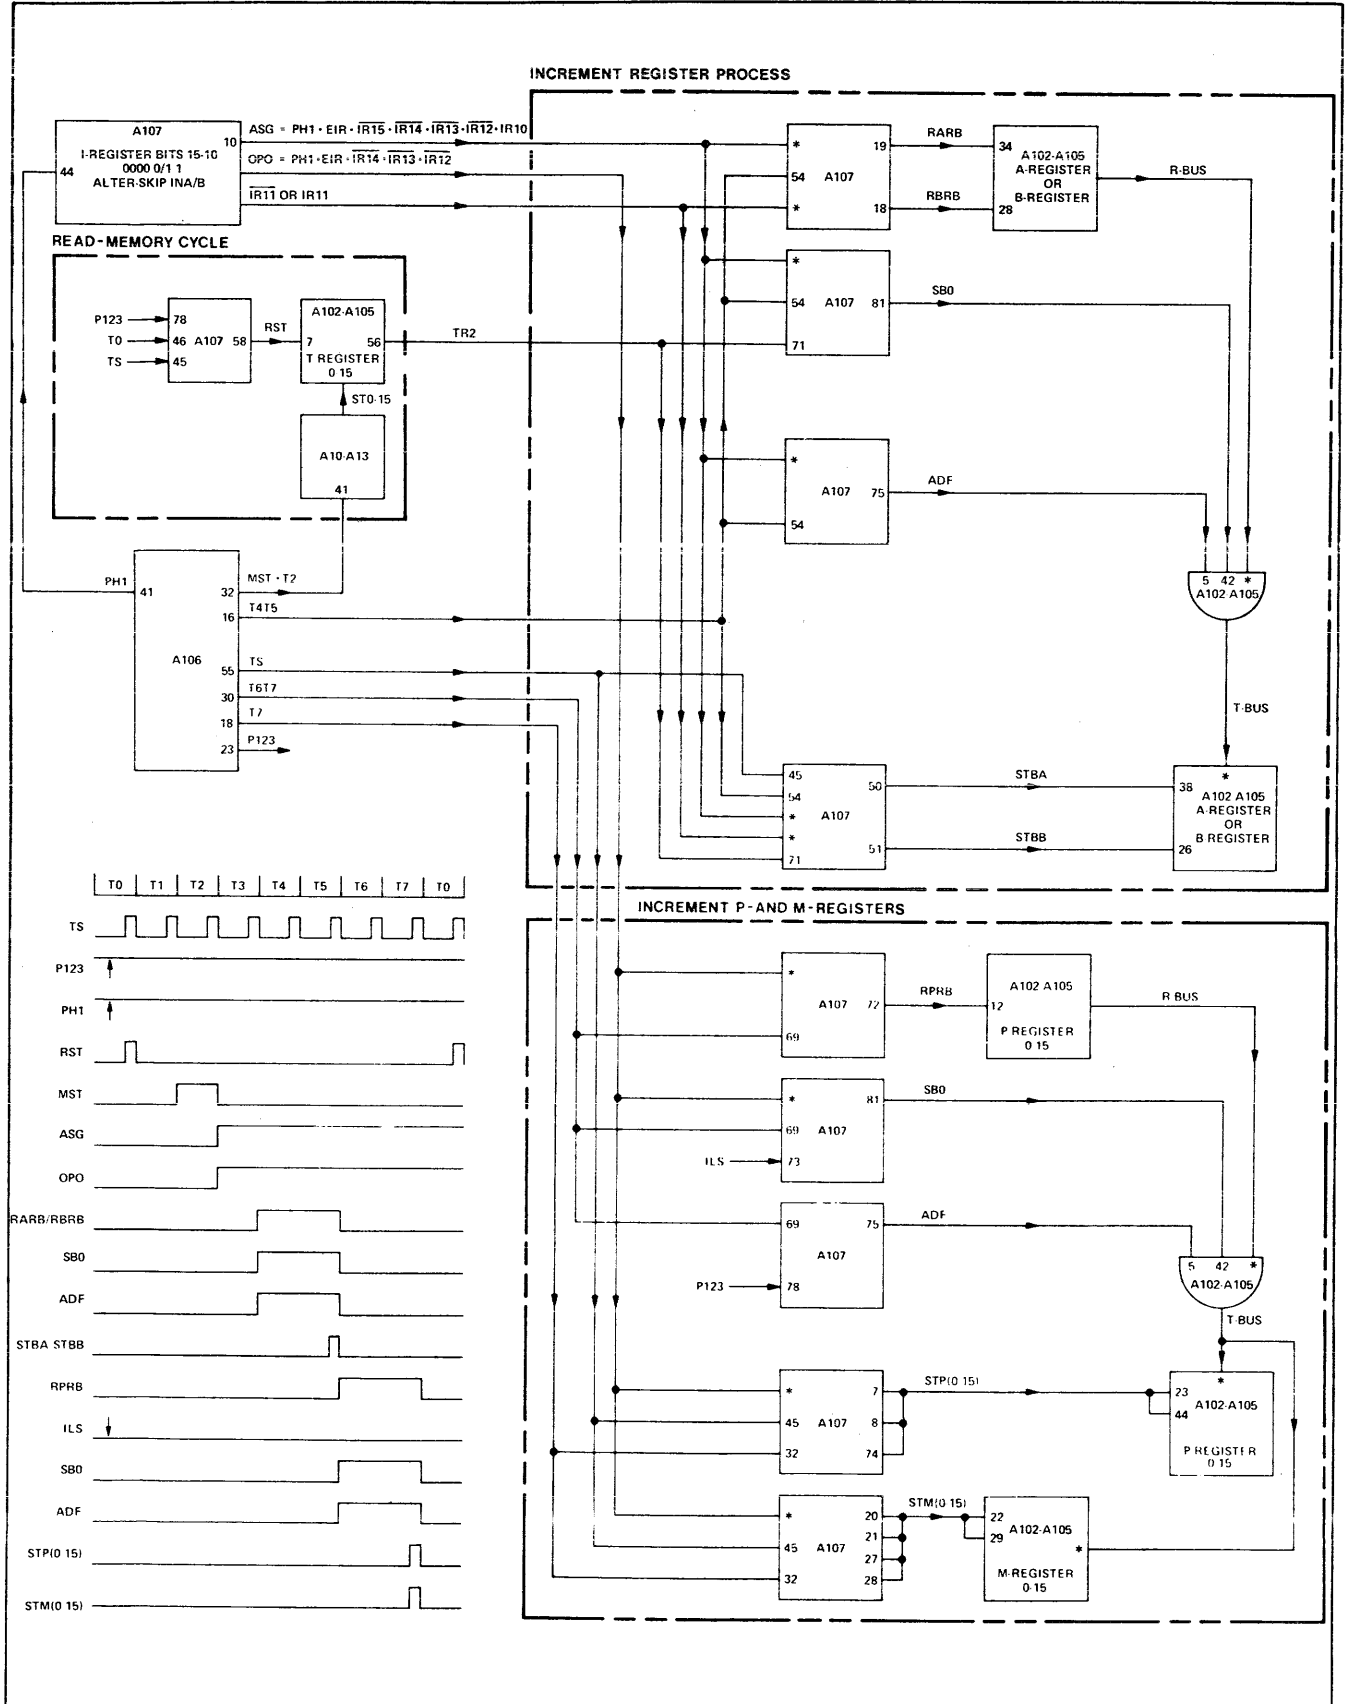 INCREMENT REGISTER PROCESS
A107
I-REGISTER BITS 15-10
0000 0/1 1
ALTER-SKIP INA/B
44
10
ASG = PH1 · EIR · IR15 · IR14 · IR13 · IR12 · IR10
OPO = PH1 · EIR · IR14 · IR13 · IR12
IR11 OR IR11
*
54
*
A107
19
18
RARB
RBRB
34
28
A102-A105
A-REGISTER
OR
B-REGISTER
R-BUS
READ-MEMORY CYCLE
P123
T0
TS
78
46
45
A107
58
RST
A102-A105
7
56
T REGISTER
0-15
ST0-15
A10-A13
41
TR2
*
54
71
A107
81
SB0
*
54
A107
75
ADF
5 42 *
A102 A105
T-BUS
PH1
41
A106
32
MST · T2
16
T4T5
55
TS
30
T6T7
18
T7
23
P123
45
54
*
*
71
A107
50
51
STBA
STBB
*
38
26
A102 A105
A-REGISTER
OR
B REGISTER
T0 T1 T2 T3 T4 T5 T6 T7 T0
TS
P123
PH1
RST
MST
ASG
OPO
RARB/RBRB
SB0
ADF
STBA STBB
RPRB
ILS
SB0
ADF
STP(0 15)
STM(0 15)
INCREMENT P-AND M-REGISTERS
*
69
A107
72
RPRB
12
A102 A105
P REGISTER
0 15
R BUS
*
69
73
ILS
A107
81
SB0
69
78
P123
A107
75
ADF
5 42 *
A102-A105
T-BUS
*
45
32
A107
7
8
74
STP(0 15)
*
23
44
A102-A105
P REGISTER
0 15
*
45
32
A107
20
21
27
28
STM(0 15)
22
29
A102-A105
*
M-REGISTER
0-15